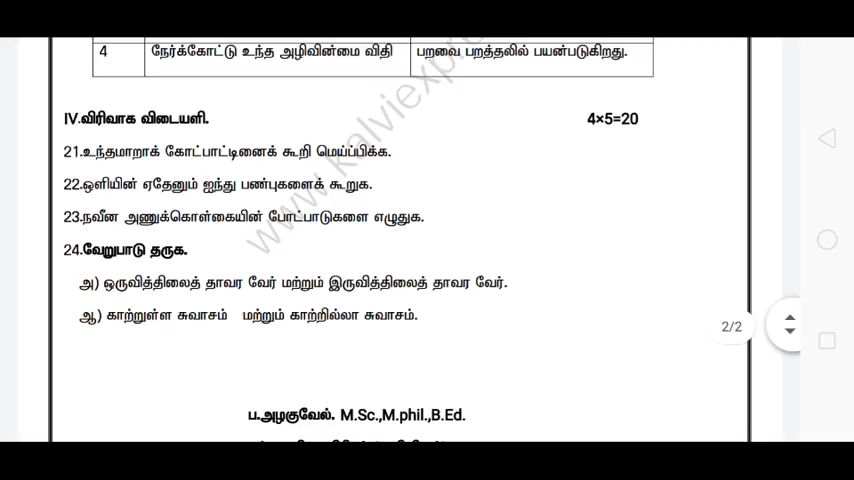 4 நேர்க்கோட்டு உந்த அழிவின்மை விதி பறவை பறத்தலில் பயன்படுகிறது.
IV.விரிவாக விடையளி. 4×5=20
21.உந்தமாறாக் கோட்பாட்டினைக் கூறி மெய்ப்பிக்க.
22.ஒளியின் ஏதேனும் ஐந்து பண்புகளைக் கூறுக.
23.நவீன அணுக்கொள்கையின் போட்பாடுகளை எழுதுக.
24.வேறுபாடு தருக.
அ) ஒருவித்திலைத் தாவர வேர் மற்றும் இருவித்திலைத் தாவர வேர்.
ஆ) காற்றுள்ள சுவாசம் மற்றும் காற்றில்லா சுவாசம்.
2/2
ப.அழகுவேல். M.Sc.,M.phil.,B.Ed.
www.kalviexpre